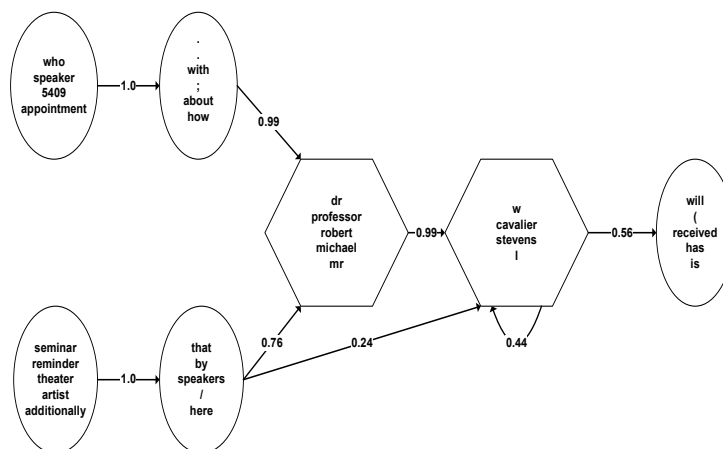 who
speaker
5409
appointment
1.0
.
.
with
;
about
how
0.99
dr
professor
robert
michael
mr
0.99
w
cavalier
stevens
l
0.56
will
(
received
has
is
seminar
reminder
theater
artist
additionally
1.0
that
by
speakers
/
here
0.76
0.24
0.44